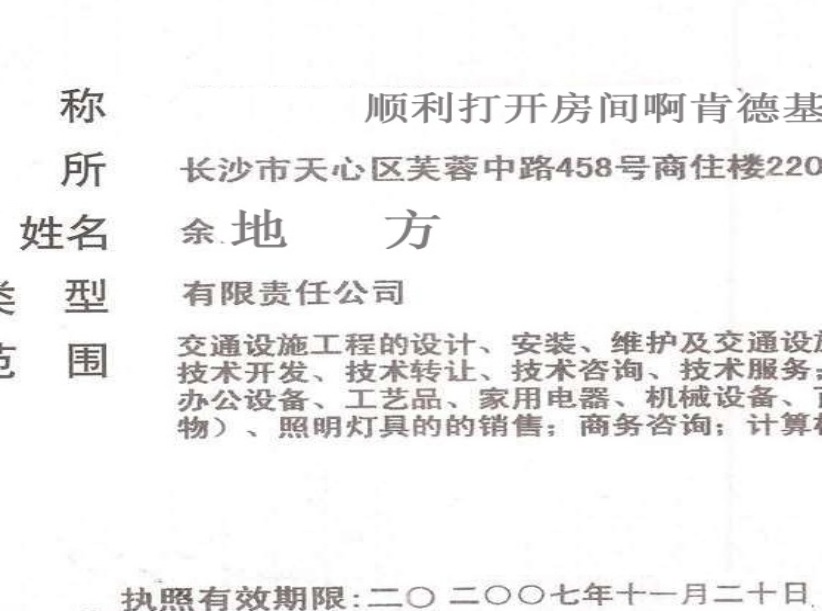 称 顺利打开房间啊肯德基
所 长沙市天心区芙蓉中路458号商住楼220
姓名 余 地 方
类 型 有限责任公司
范 围 交通设施工程的设计、安装、维护及交通设施
技术开发、技术转让、技术咨询、技术服务;
办公设备、工艺品、家用电器、机械设备、百
物）、照明灯具的的销售；商务咨询；计算机
执照有效期限:二〇 二〇〇七年十一月二十日